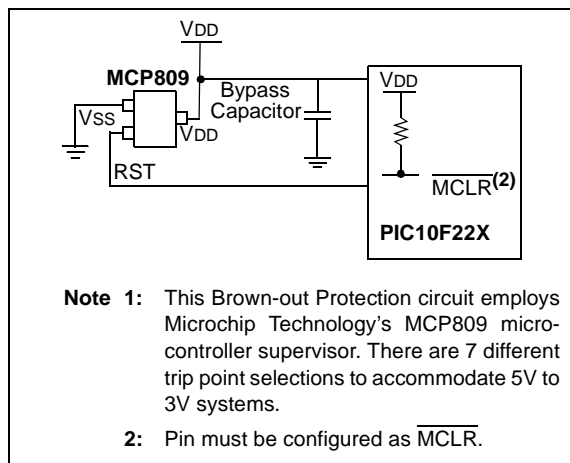 VDD
MCP809
Bypass
Capacitor
VDD
VSS
VDD
RST
MCLR(2)
PIC10F22X
Note 1: This Brown-out Protection circuit employs
Microchip Technology's MCP809 micro-
controller supervisor. There are 7 different
trip point selections to accommodate 5V to
3V systems.
2: Pin must be configured as MCLR.